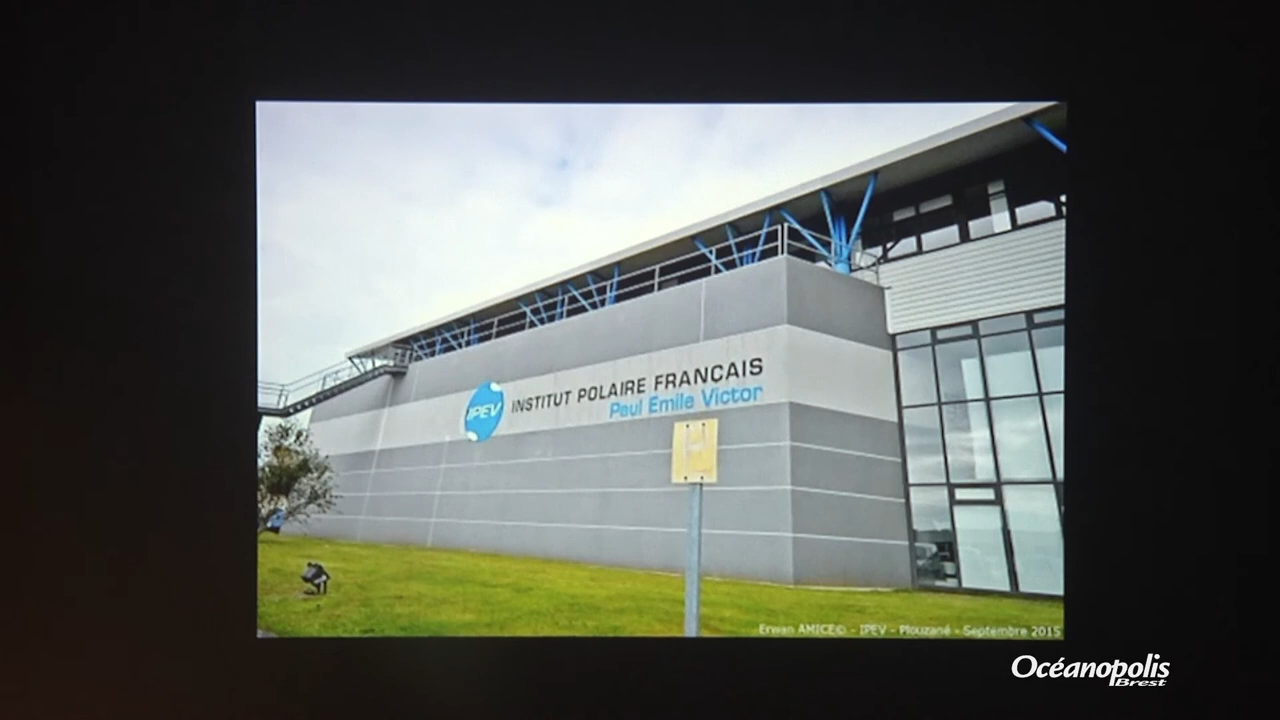 IPEV
INSTITUT POLAIRE FRANCAIS
Paul Emile Victor
Erwan AMICE© - IPEV - Plouzané - Septembre 2015
Océanopolis
Brest